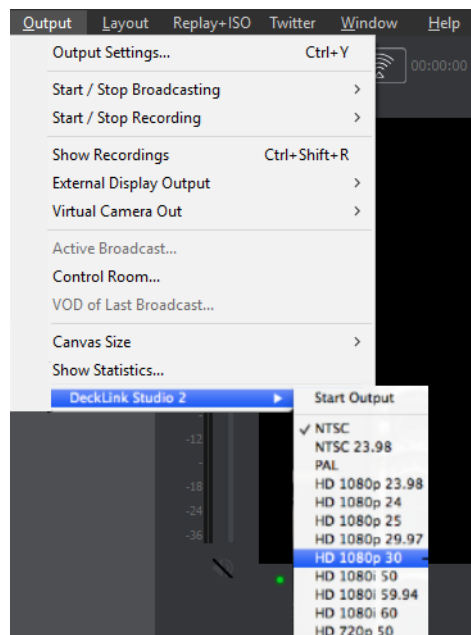 Output Layout Replay+ISO Twitter Window Help
00:00:00
Output Settings... Ctrl+Y
Start / Stop Broadcasting >
Start / Stop Recording >
Show Recordings Ctrl+Shift+R
External Display Output >
Virtual Camera Out >
Active Broadcast...
Control Room...
VOD of Last Broadcast...
Canvas Size >
Show Statistics...
DeckLink Studio 2
Start Output
✓ NTSC
NTSC 23.98
PAL
HD 1080p 23.98
HD 1080p 24
HD 1080p 25
HD 1080p 29.97
HD 1080p 30
HD 1080i 50
HD 1080i 59.94
HD 1080i 60
HD 720p 50
-12
-
-18
-24
-36